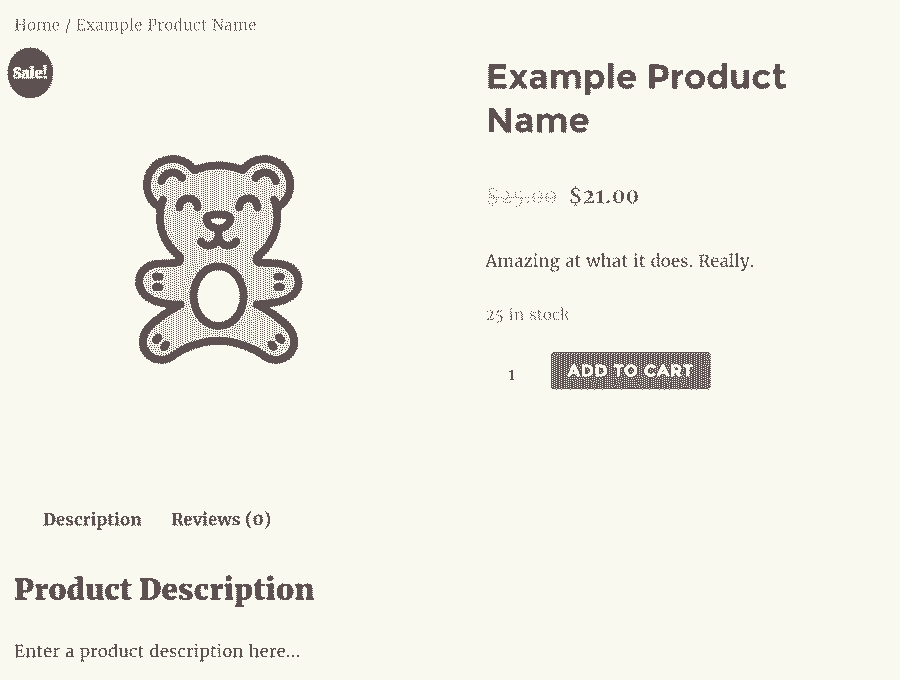 Home / Example Product Name
Sale!
Example Product
Name
$25.00 $21.00
Amazing at what it does. Really.
25 in stock
1
ADD TO CART
Description Reviews (0)
Product Description
Enter a product description here...